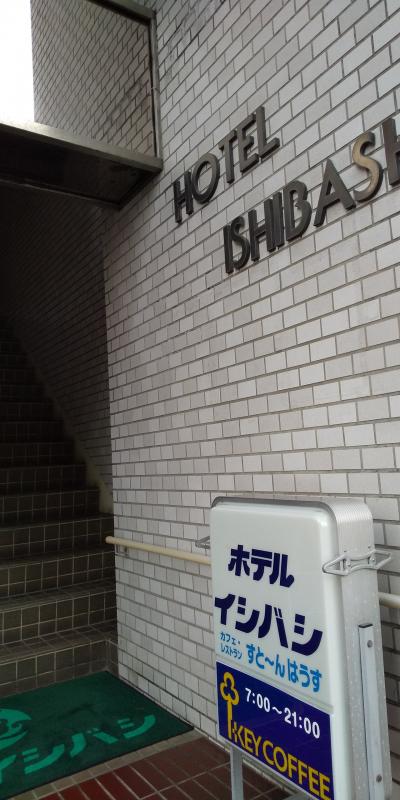 HOTEL
ISHIBASH
ホテル
イシバシ
カフェ・
レストラン
すと〜んはうす
7:00〜21:00
KEY COFFEE
イシバシ